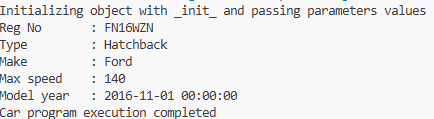 Initializing object with _init_ and passing parameters values
Reg No : FN16WZN
Type : Hatchback
Make : Ford
Max speed : 140
Model year : 2016-11-01 00:00:00
Car program execution completed